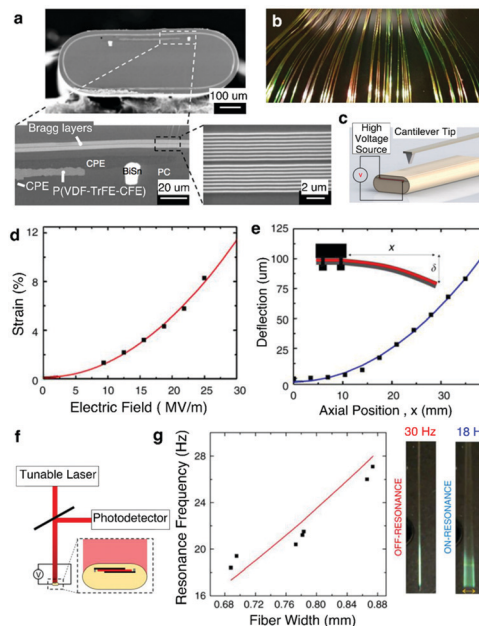 a
100 um
Bragg layers
CPE
CPE
P(VDF-TrFE-CFE)
BiSn
PC
20 um
2 um
b
c
High
Voltage
Source
Cantilever Tip
V
d
Strain (%)
12
8
4
0
0 5 10 15 20 25 30
Electric Field ( MV/m)
e
Deflection (um)
100
75
50
25
0
x
δ
0 10 20 30
Axial Position , x (mm)
f
Tunable Laser
Photodetector
V
g
Resonance Frequency (Hz)
28
24
20
16
0.68 0.72 0.76 0.80 0.84 0.88
Fiber Width (mm)
30 Hz
OFF-RESONANCE
18 Hz
ON-RESONANCE